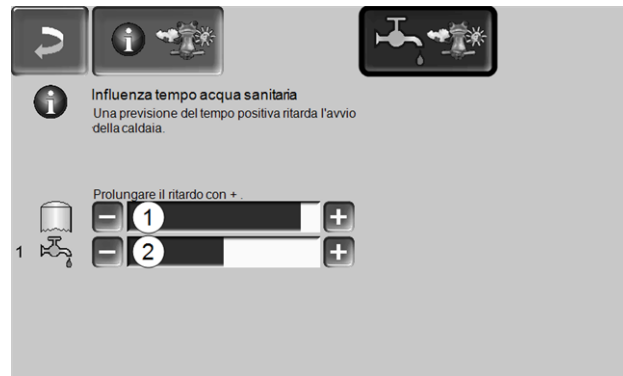 Influenza tempo acqua sanitaria
Una previsione del tempo positiva ritarda l'avvio
della caldaia.
Prolungare il ritardo con + .
1
1 2